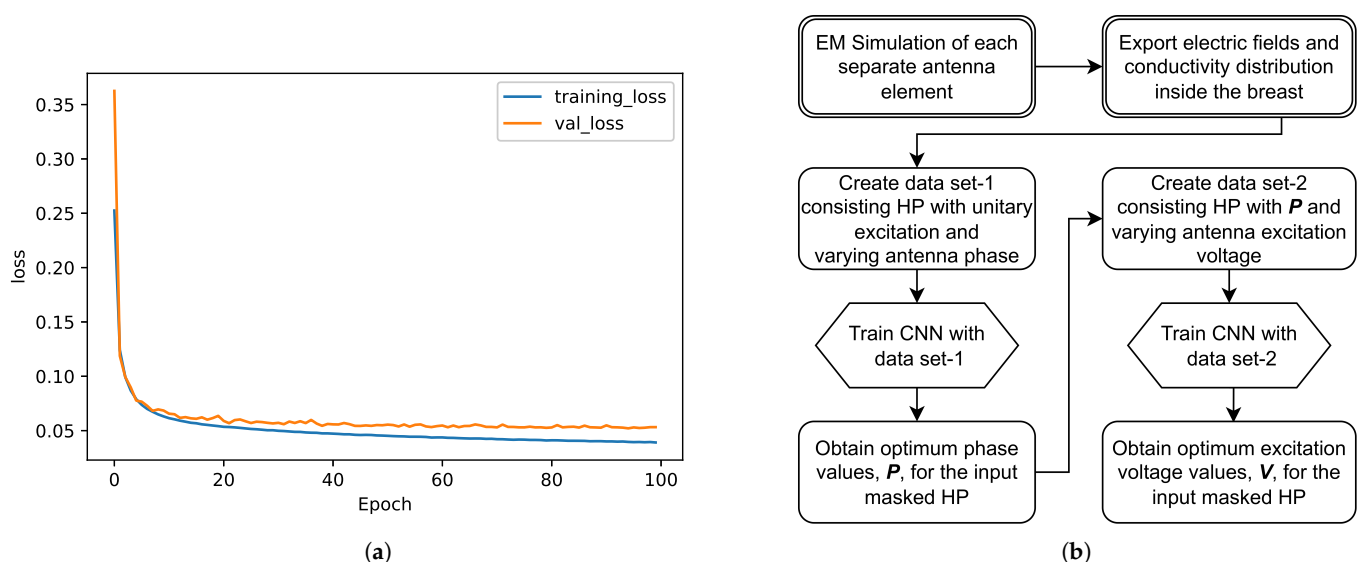 0.35
0.30
0.25
0.20
0.15
0.10
0.05
loss
training_loss
val_loss
0
20
40
60
80
100
Epoch
(a)
EM Simulation of each
separate antenna
element
Export electric fields and
conductivity distribution
inside the breast
Create data set-1
consisting HP with unitary
excitation and
varying antenna phase
Train CNN with
data set-1
Obtain optimum phase
values, P, for the input
masked HP
Create data set-2
consisting HP with P and
varying antenna excitation
voltage
Train CNN with
data set-2
Obtain optimum excitation
voltage values, V, for the
input masked HP
(b)